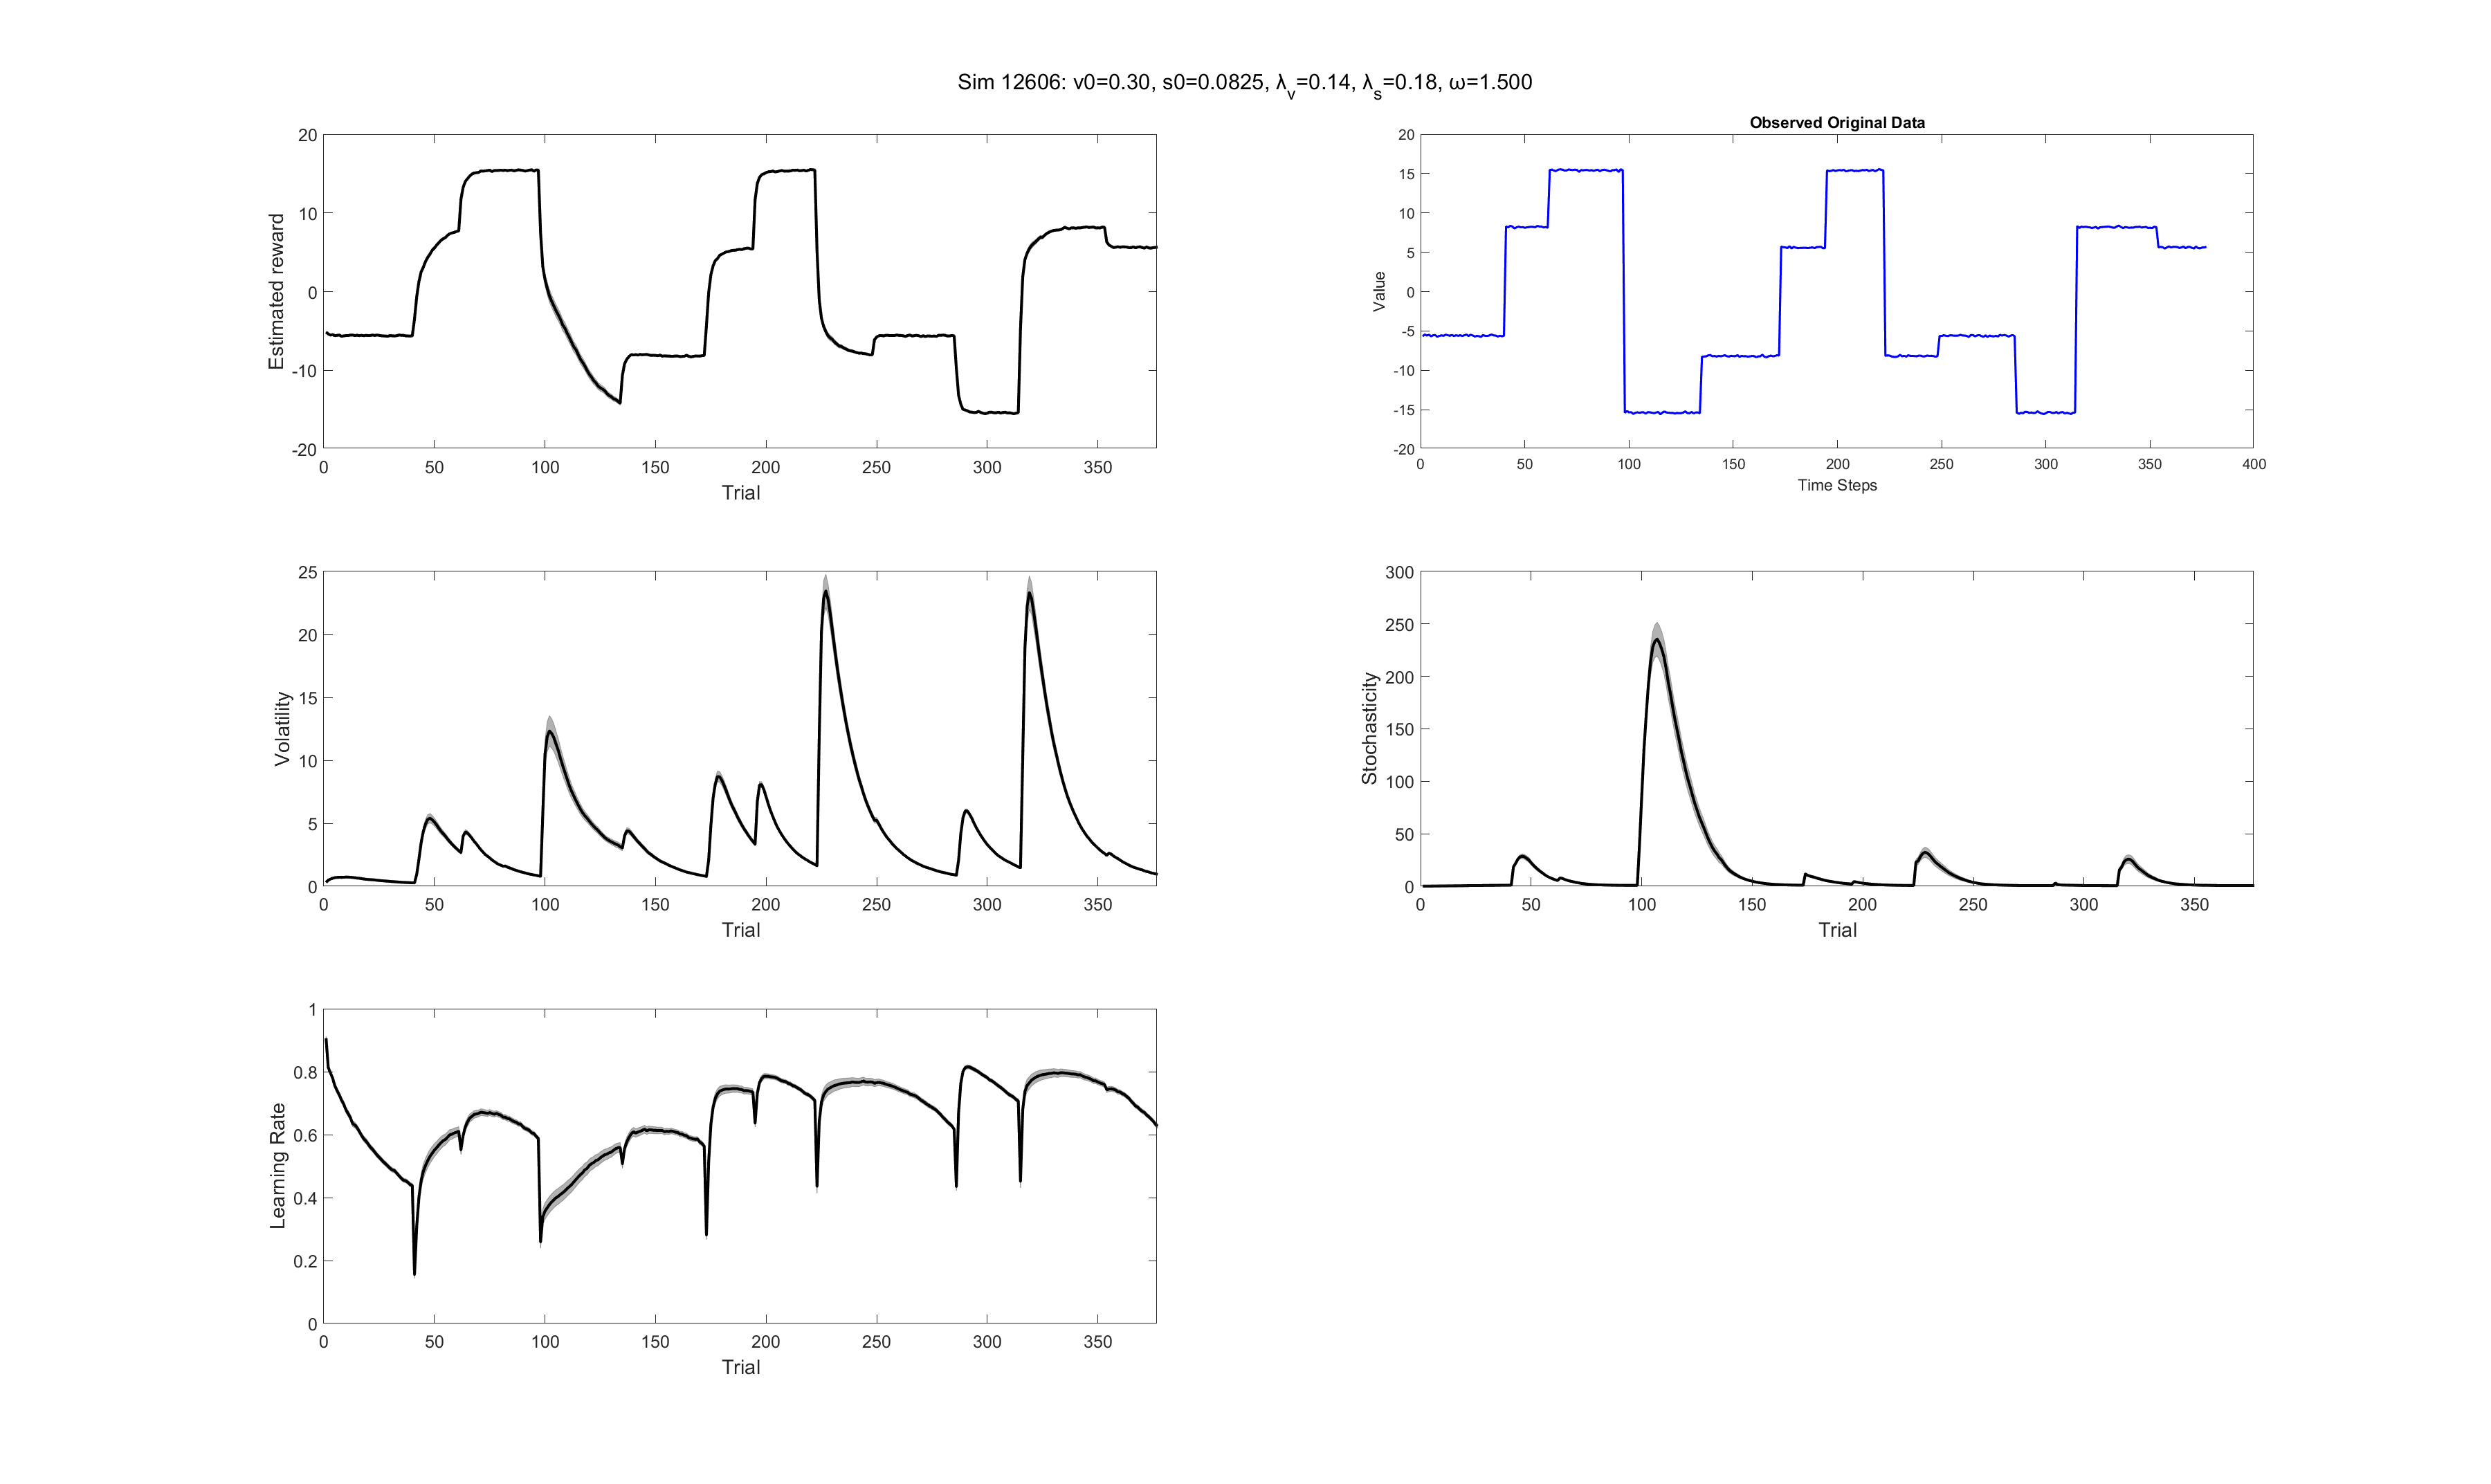 Sim 12606: v0=0.30, s0=0.0825, λv=0.14, λs=0.18, ω=1.500
20
10
0
-10
-20
Estimated reward
0 50 100 150 200 250 300 350
Trial
Observed Original Data
20
15
10
5
0
-5
-10
-15
-20
Value
0 50 100 150 200 250 300 350 400
Time Steps
25
20
15
10
5
0
Volatility
0 50 100 150 200 250 300 350
Trial
300
250
200
150
100
50
0
Stochasticity
0 50 100 150 200 250 300 350
Trial
1
0.8
0.6
0.4
0.2
0
Learning Rate
0 50 100 150 200 250 300 350
Trial